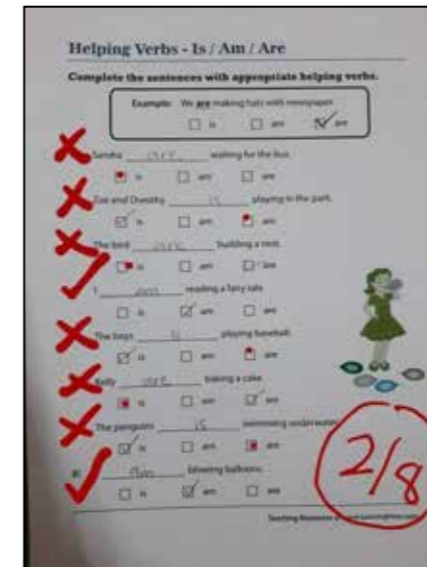 Helping Verbs - Is / Am / Are
Complete the sentences with appropriate helping verbs.
Example: We are making hats with newspaper
is am are
Sandra are waiting for the bus.
is am are
Zoe and Dorothy is playing in the park.
is am are
The bird are building a nest.
is am are
I am reading a fairy tale
is am are
The boys is playing baseball.
is am are
Kelly are baking a cake
is am are
The penguins is swimming underwater
is am are
am blowing balloons.
is am are
2/8